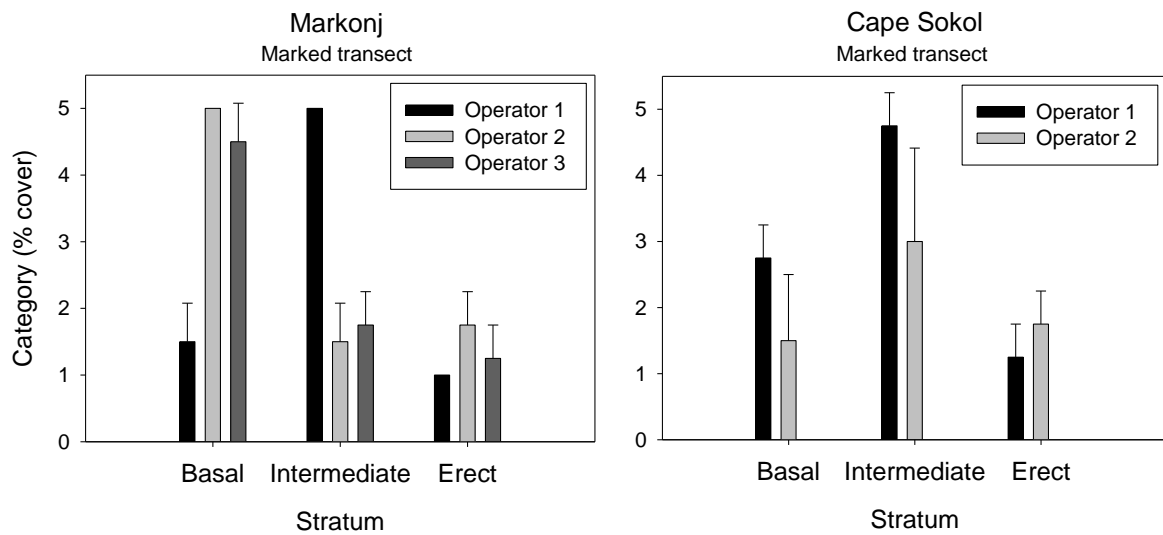 Markonj
Marked transect
Category (% cover)
5
4
3
2
1
0
Operator 1
Operator 2
Operator 3
Basal Intermediate Erect
Stratum
Cape Sokol
Marked transect
5
4
3
2
1
0
Operator 1
Operator 2
Basal Intermediate Erect
Stratum